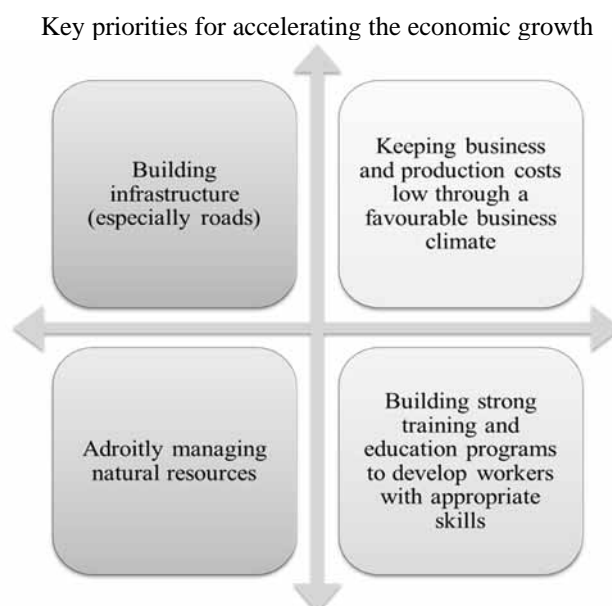 Key priorities for accelerating the economic growth
Building
infrastructure
(especially roads)
Keeping business
and production costs
low through a
favourable business
climate
Adroitly managing
natural resources
Building strong
training and
education programs
to develop workers
with appropriate
skills